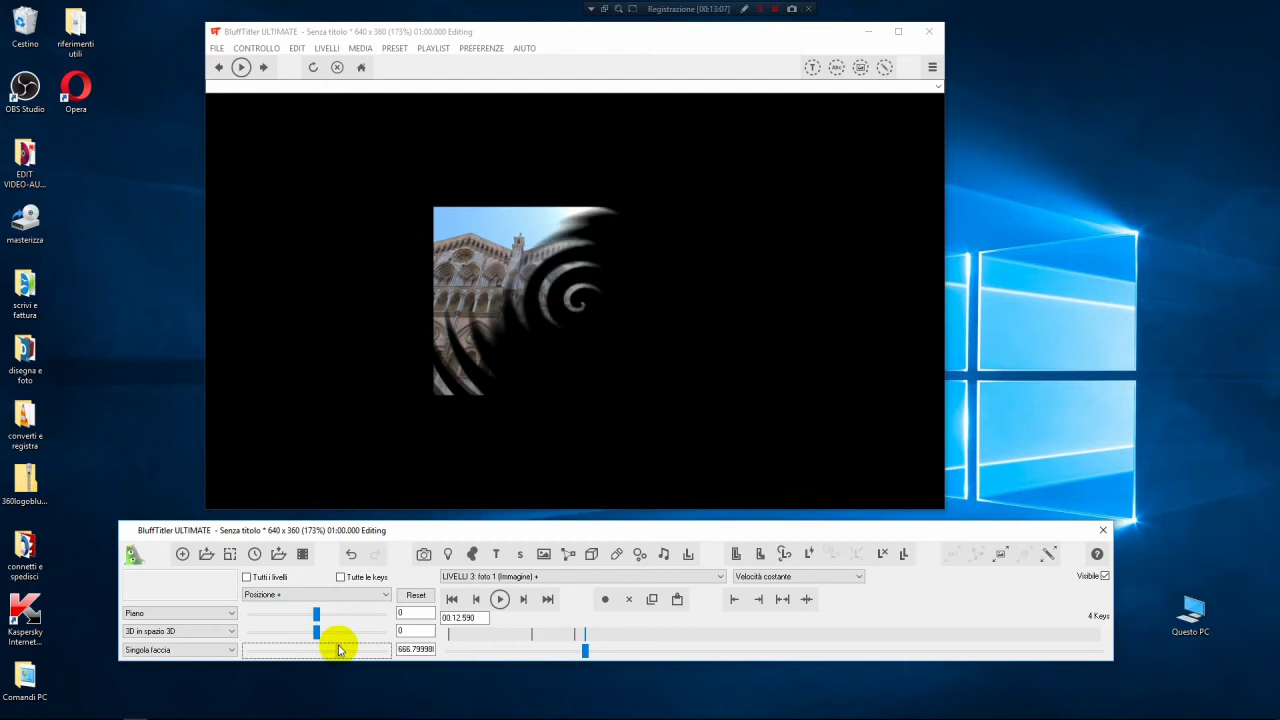 Registrazione [00:13:07]
Cestino
riferimenti
utili
OBS Studio
Opera
EDIT
VIDEO-AU...
masterizza
scrivi e
fattura
disegna e
foto
converti e
registra
360logoblu...
connetti e
spedisci
Kaspersky
Internet...
Comandi PC
Questo PC
BluffTitler ULTIMATE - Senza titolo * 640 x 360 (173%) 01:00.000 Editing
FILE CONTROLLO EDIT LIVELLI MEDIA PRESET PLAYLIST PREFERENZE AIUTO
BluffTitler ULTIMATE - Senza titolo * 640 x 360 (173%) 01:00.000 Editing
Tutti i livelli Tutte le keys LIVELLI 3: foto 1 (Immagine) + Velocità costante Visibile
Posizione + Reset
Piano 0 00:12.590 4 Keys
3D in spazio 3D 0
Singola faccia 666.799988